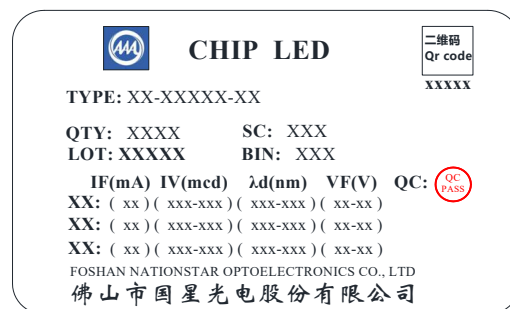 CHIP LED
二维码
Qr code
XXXXX
TYPE: XX-XXXXX-XX
QTY: XXXX SC: XXX
LOT: XXXXX BIN: XXX
IF(mA) IV(mcd) λd(nm) VF(V) QC: QC PASS
XX: ( xx ) ( xxx-xxx ) ( xxx-xxx ) ( xx-xx )
XX: ( xx ) ( xxx-xxx ) ( xxx-xxx ) ( xx-xx )
XX: ( xx ) ( xxx-xxx ) ( xxx-xxx ) ( xx-xx )
FOSHAN NATIONSTAR OPTOELECTRONICS CO., LTD
佛山市国星光电股份有限公司